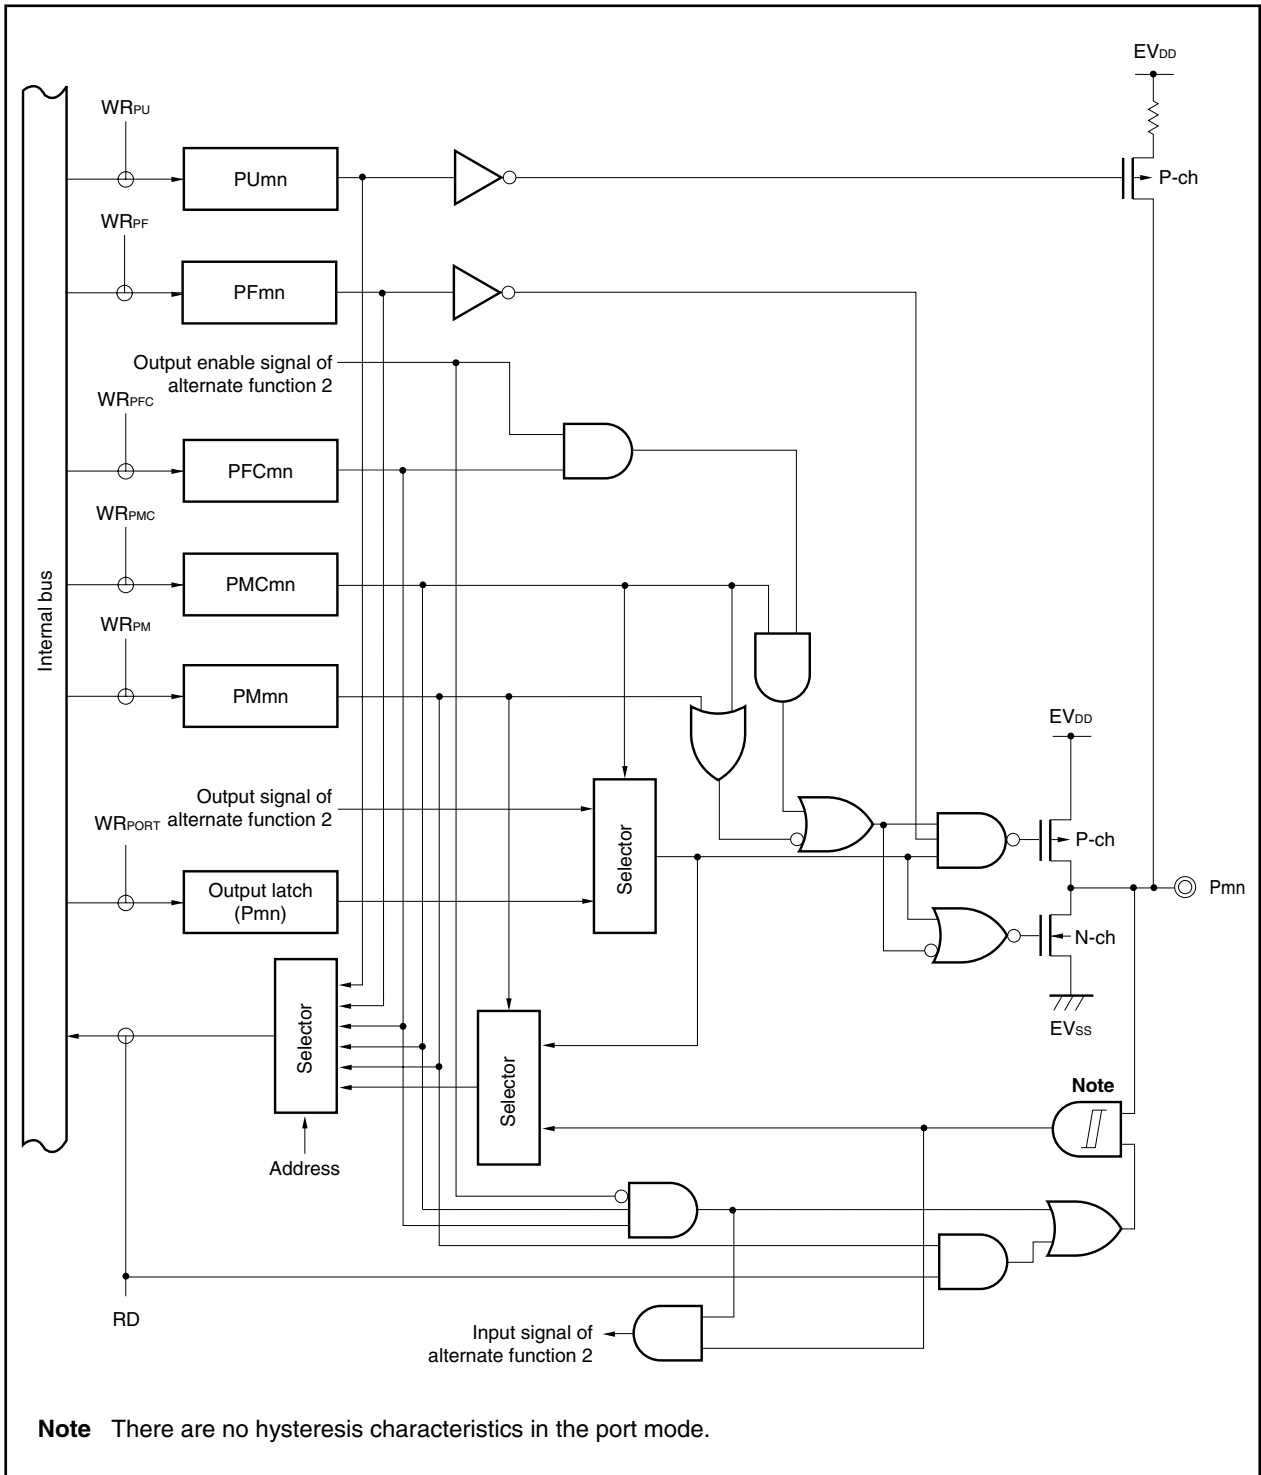 EVDD
WRPU
PUmn
P-ch
WRPF
PFmn
Output enable signal of
alternate function 2
WRPFC
PFCmn
WRPMC
PMCmn
Internal bus
WRPM
PMmn
EVDD
Output signal of
alternate function 2
WRPORT
Selector
P-ch
Output latch
(Pmn)
Pmn
N-ch
Selector
EVSS
Selector
Note
Address
RD
Input signal of
alternate function 2
Note There are no hysteresis characteristics in the port mode.